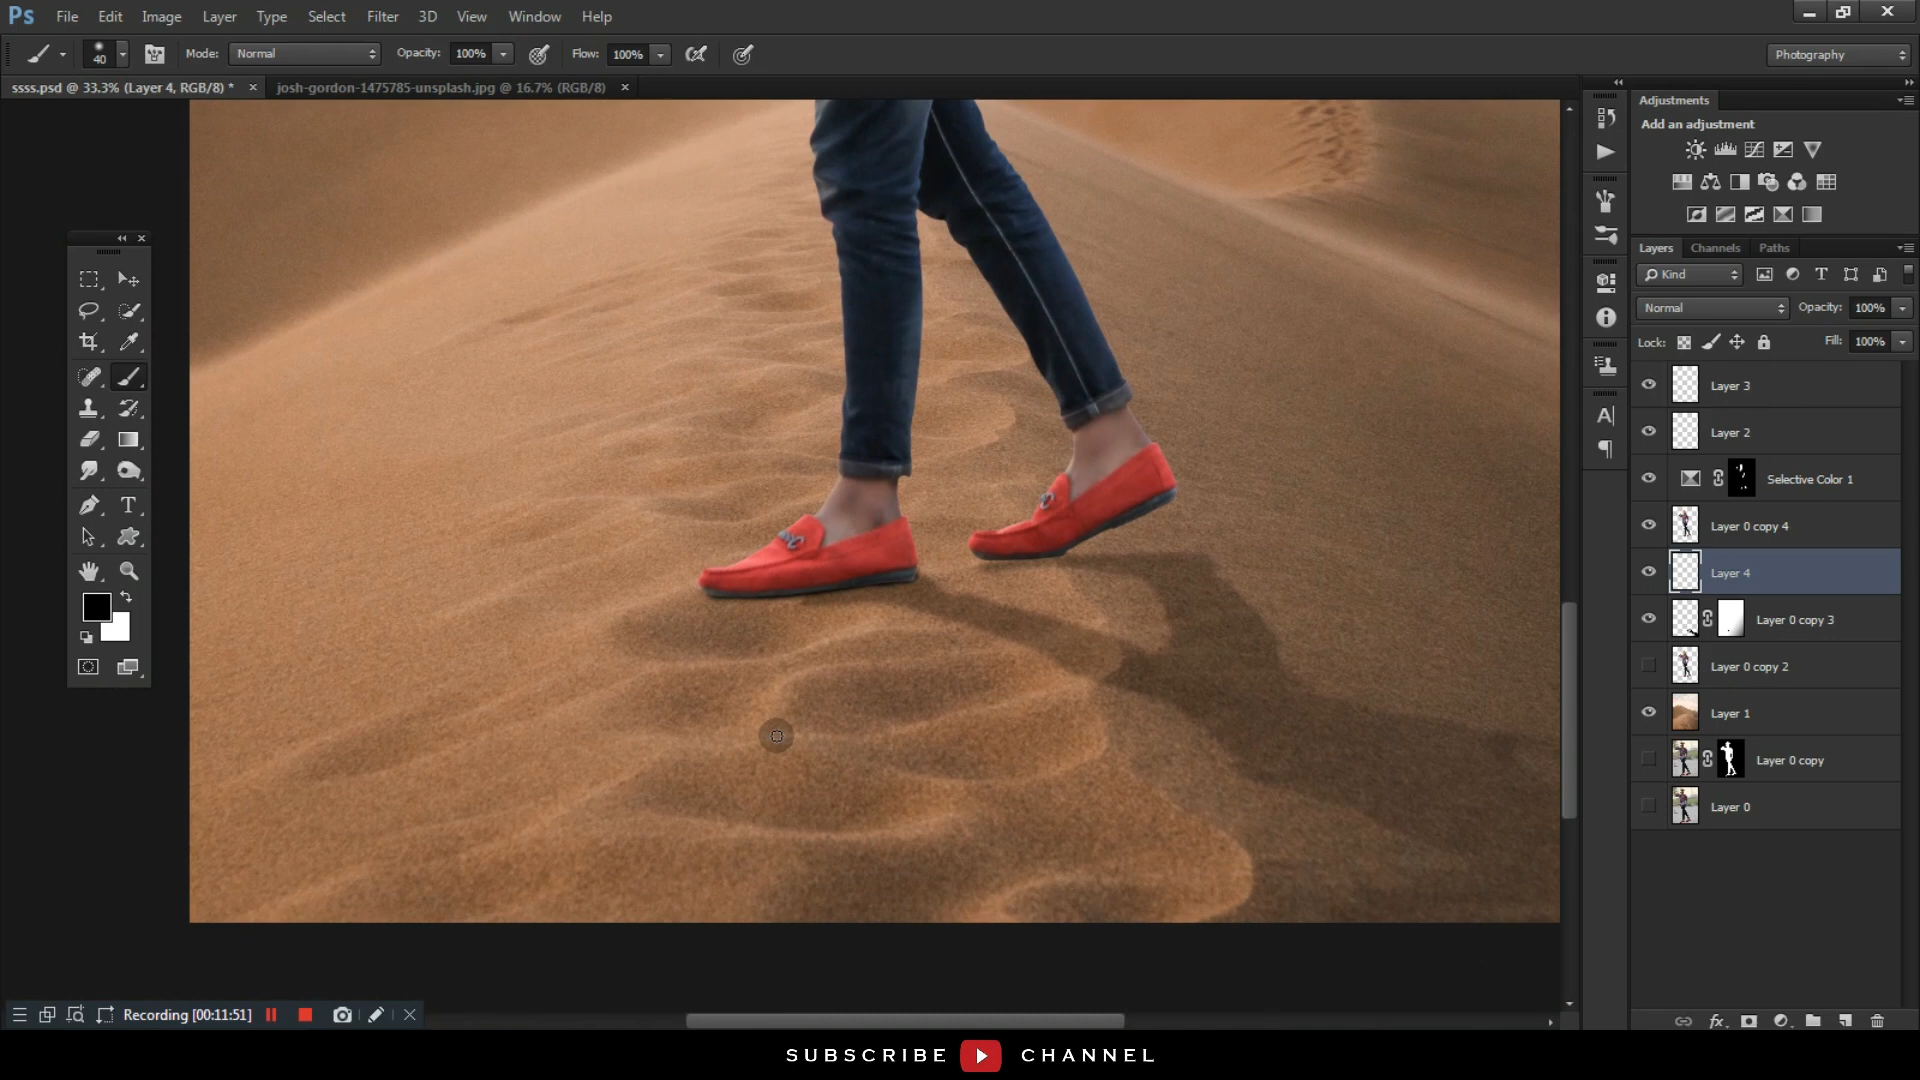 Ps File Edit Image Layer Type Select Filter 3D View Window Help
40 Mode: Normal Opacity: 100% Flow: 100% Photography
ssss.psd @ 33.3% (Layer 4, RGB/8) * × josh-gordon-1475785-unsplash.jpg @ 16.7% (RGB/8) ×
Adjustments
Add an adjustment
Layers Channels Paths
Kind
Normal Opacity: 100%
Lock: Fill: 100%
Layer 3
Layer 2
Selective Color 1
Layer 0 copy 4
Layer 4
Layer 0 copy 3
Layer 0 copy 2
Layer 1
Layer 0 copy
Layer 0
Recording [00:11:51]
SUBSCRIBE CHANNEL